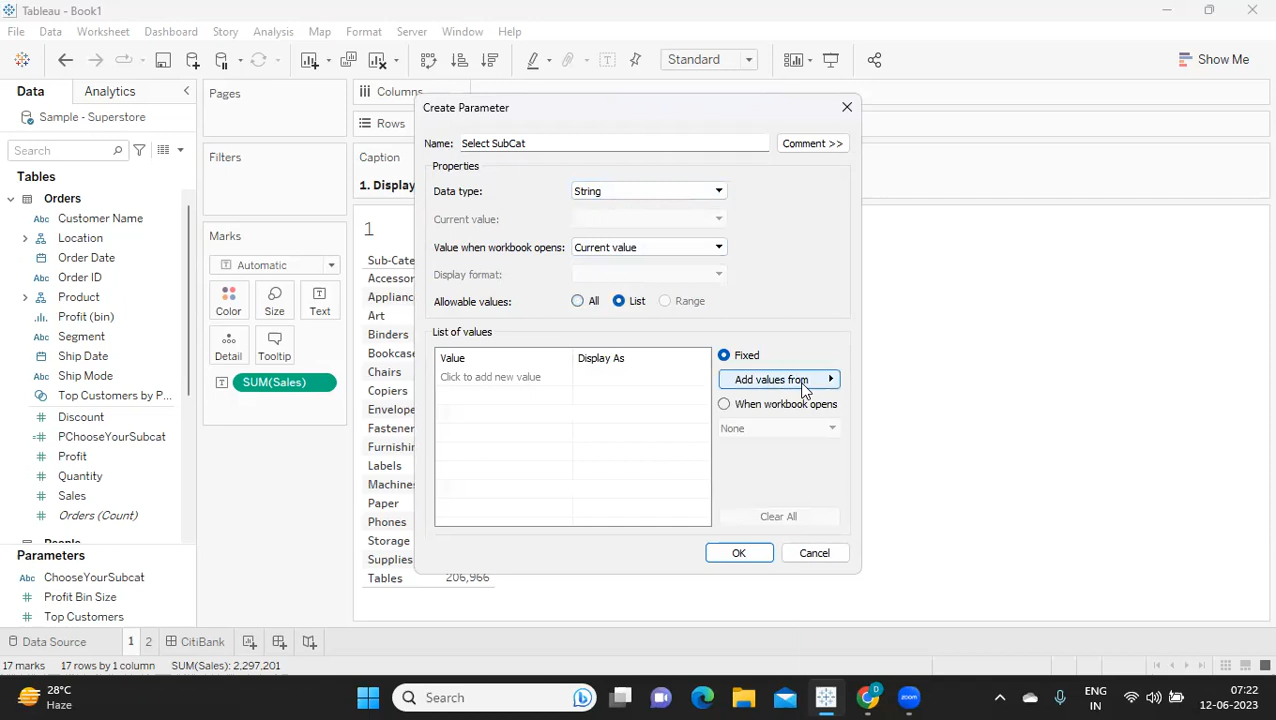 Tableau - Book1
File Data Worksheet Dashboard Story Analysis Map Format Server Window Help
Standard
Show Me
Data Analytics
Pages
Columns
Sample - Superstore
Rows
Search
Filters
Caption
Tables
1. Display
Orders
Customer Name
Location
Order Date
Order ID
Product
Profit (bin)
Segment
Ship Date
Ship Mode
Top Customers by P...
Discount
PChooseYourSubcat
Profit
Quantity
Sales
Orders (Count)
Parameters
ChooseYourSubcat
Profit Bin Size
Top Customers
Marks
Automatic
Color Size Text
Detail Tooltip
SUM(Sales)
1
Sub-Cate
Accessor
Applianc
Art
Binders
Bookcase
Chairs
Copiers
Envelope
Fastener
Furnishin
Labels
Machines
Paper
Phones
Storage
Supplies
Tables 206,966
Create Parameter
Name: Select SubCat Comment >>
Properties
Data type: String
Current value:
Value when workbook opens: Current value
Display format:
Allowable values: All List Range
List of values
Value Display As
Click to add new value
Fixed
Add values from
When workbook opens
None
Clear All
OK Cancel
Data Source 1 2 CitiBank
17 marks 17 rows by 1 column SUM(Sales): 2,297,201
28°C
Haze
Search
ENG
IN
07:22
12-06-2023